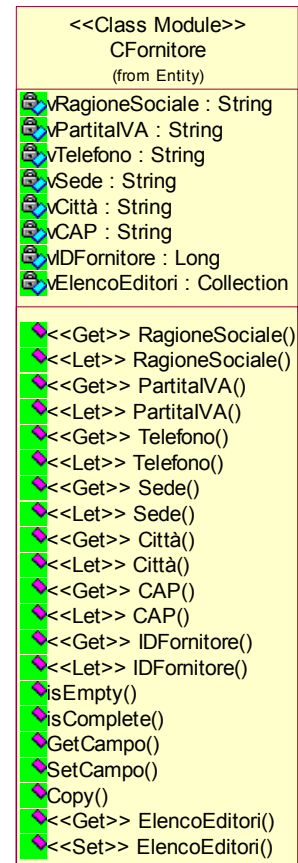 <<Class Module>>
CFornitore
(from Entity)
vRagioneSociale : String
vPartitaIVA : String
vTelefono : String
vSede : String
vCittà : String
vCAP : String
vIDFornitore : Long
vElencoEditori : Collection
<<Get>> RagioneSociale()
<<Let>> RagioneSociale()
<<Get>> PartitaIVA()
<<Let>> PartitaIVA()
<<Get>> Telefono()
<<Let>> Telefono()
<<Get>> Sede()
<<Let>> Sede()
<<Get>> Città()
<<Let>> Città()
<<Get>> CAP()
<<Let>> CAP()
<<Get>> IDFornitore()
<<Let>> IDFornitore()
isEmpty()
isComplete()
GetCampo()
SetCampo()
Copy()
<<Get>> ElencoEditori()
<<Set>> ElencoEditori()